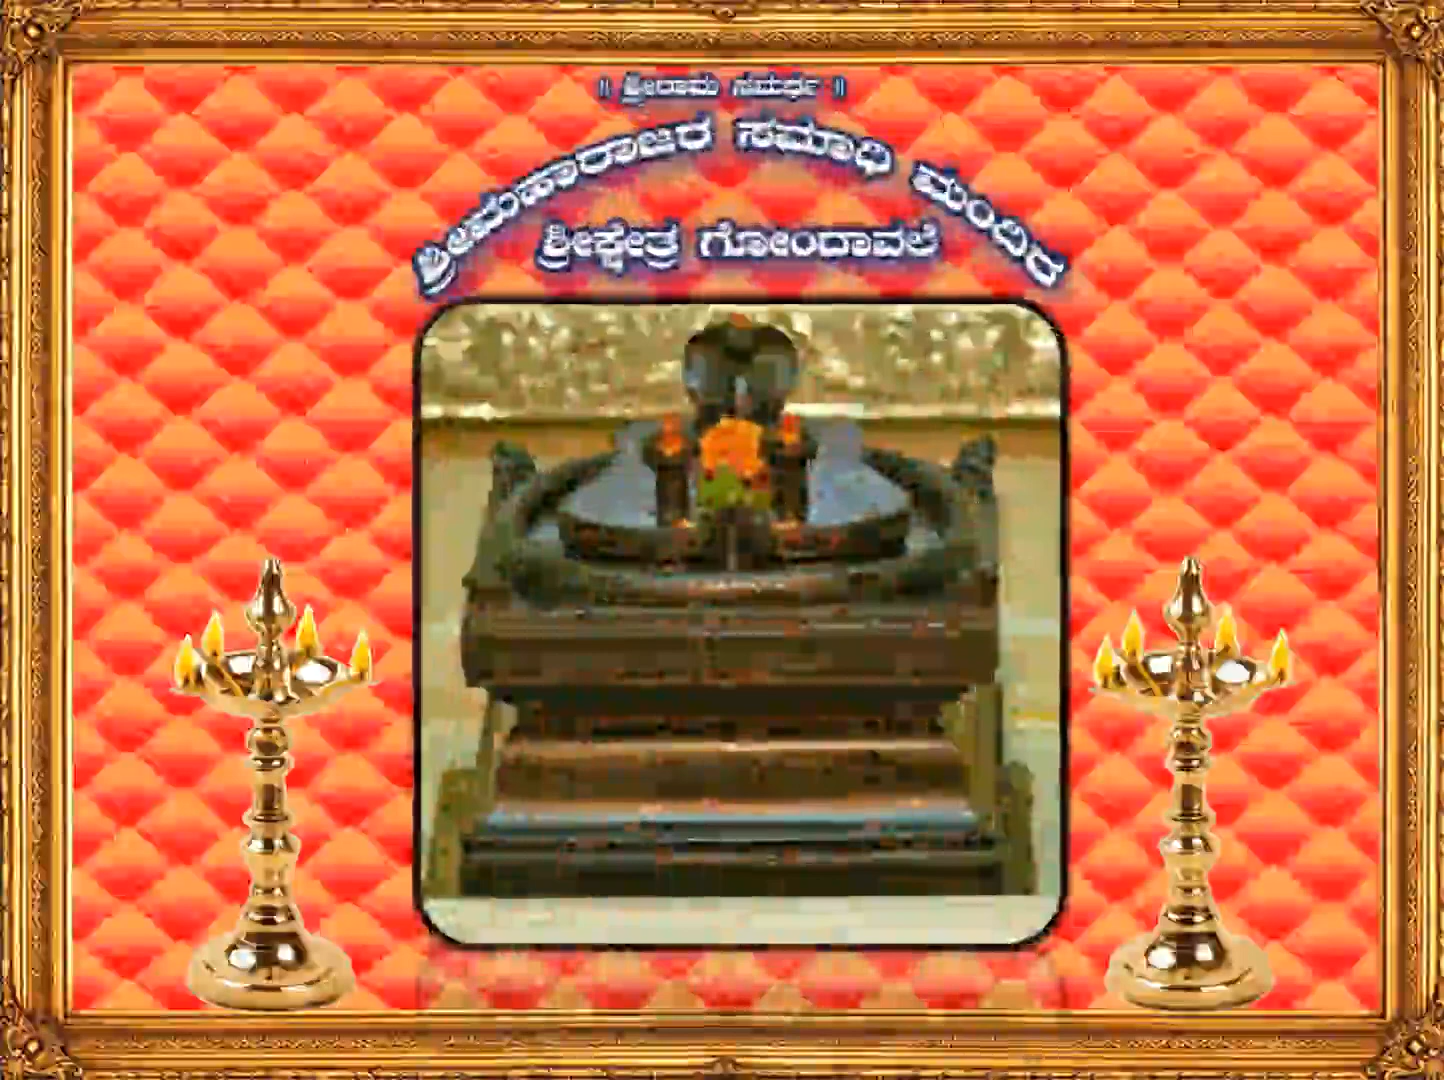 ॥ ಶ್ರೀರಾಮ ಸಮರ್ಥ ॥
ಶ್ರೀಮಹಾರಾಜರ ಸಮಾಧಿ ಮಂದಿರ
ಶ್ರೀಕ್ಷೇತ್ರ ಗೋಂದಾವಲೆ